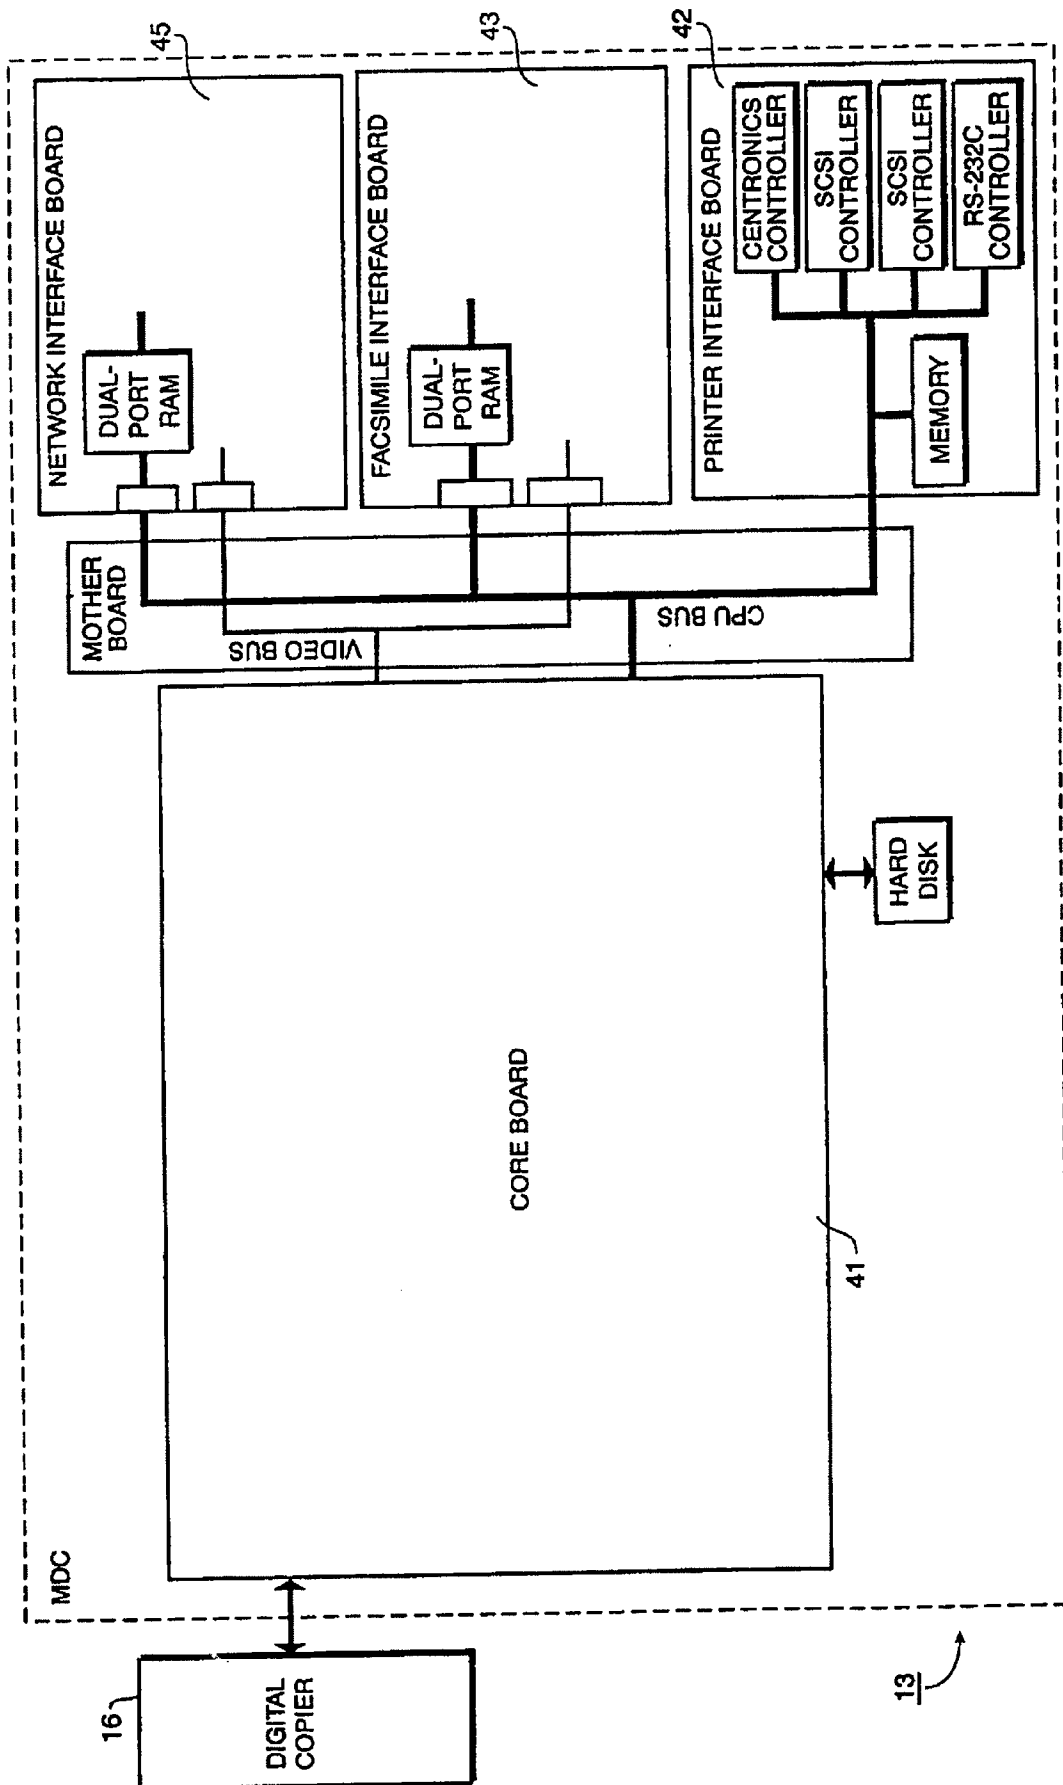 MDC
16
DIGITAL
COPIER
13
CORE BOARD
41
HARD
DISK
MOTHER
BOARD
VIDEO BUS
CPU BUS
NETWORK INTERFACE BOARD
45
DUAL-
PORT
RAM
FACSIMILE INTERFACE BOARD
43
DUAL-
PORT
RAM
PRINTER INTERFACE BOARD
42
MEMORY
CENTRONICS
CONTROLLER
SCSI
CONTROLLER
SCSI
CONTROLLER
RS-232C
CONTROLLER